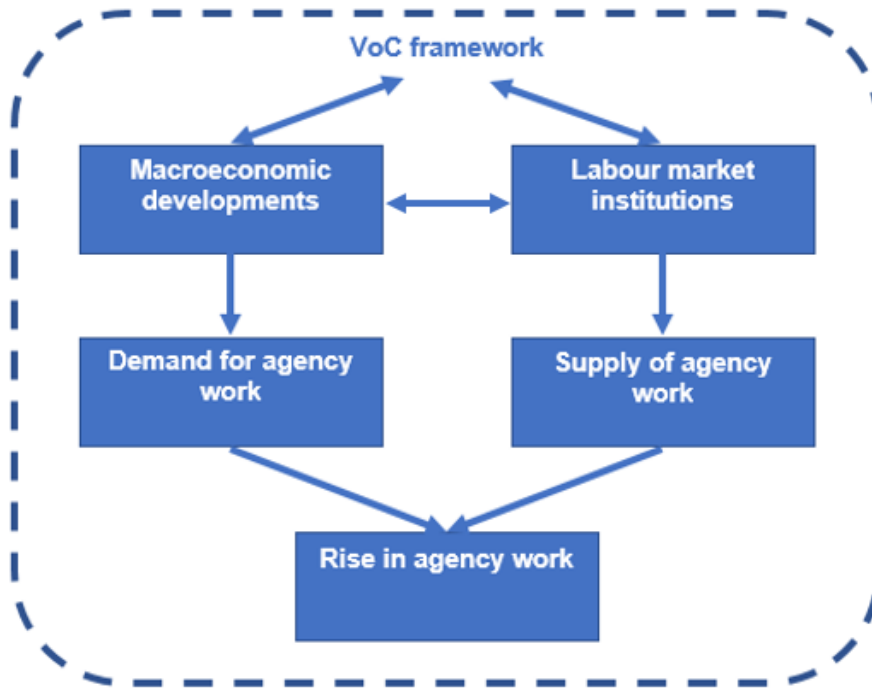 VoC framework
Macroeconomic
developments
Labour market
institutions
Demand for agency
work
Supply of agency
work
Rise in agency work